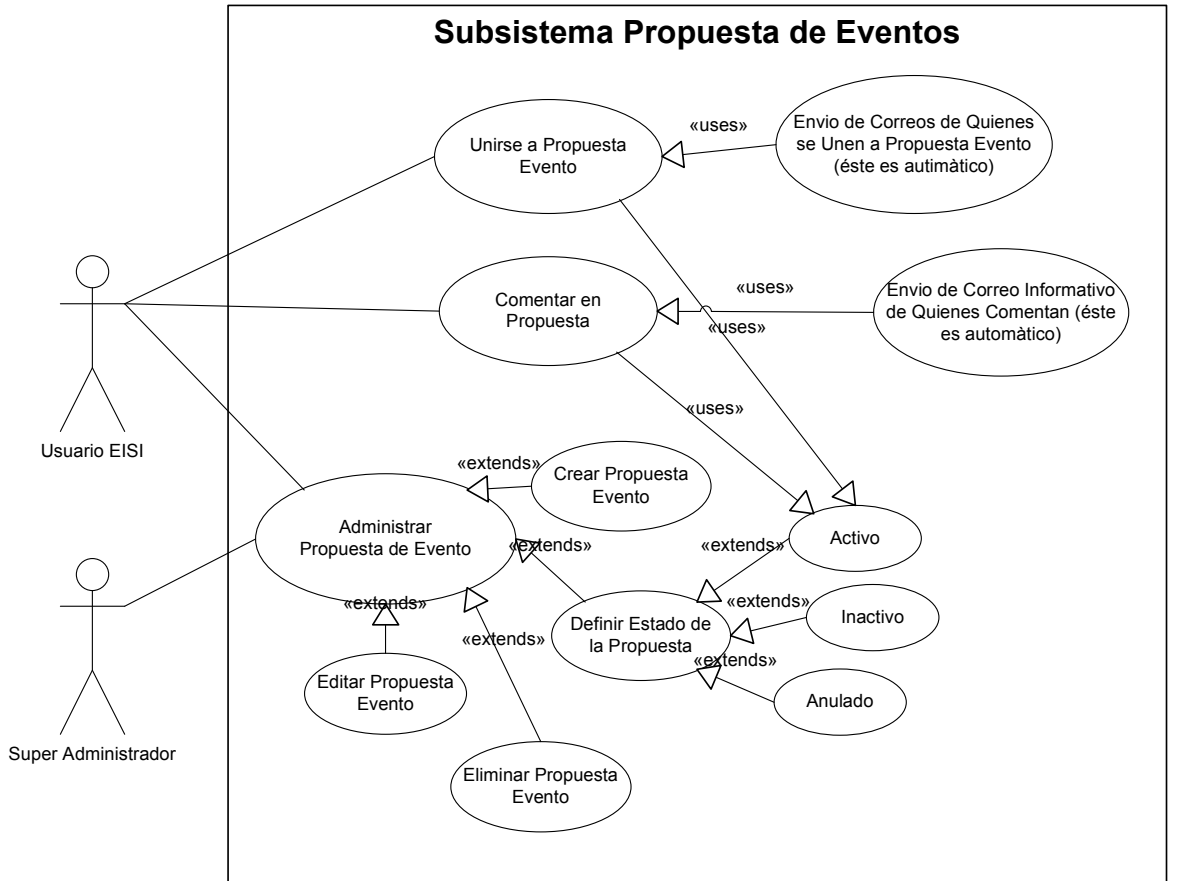 Subsistema Propuesta de Eventos
Unirse a Propuesta
Evento
«uses»
Envio de Correos de Quienes
se Unen a Propuesta Evento
(éste es autimàtico)
Comentar en
Propuesta
«uses»
«uses»
Envio de Correo Informativo
de Quienes Comentan (éste
es automàtico)
«uses»
Usuario EISI
«extends»
Crear Propuesta
Evento
Administrar
Propuesta de Evento
«extends»
«extends»
Activo
«extends»
«extends»
Inactivo
«extends»
Definir Estado de
la Propuesta
«extends»
Editar Propuesta
Evento
Anulado
Super Administrador
Eliminar Propuesta
Evento